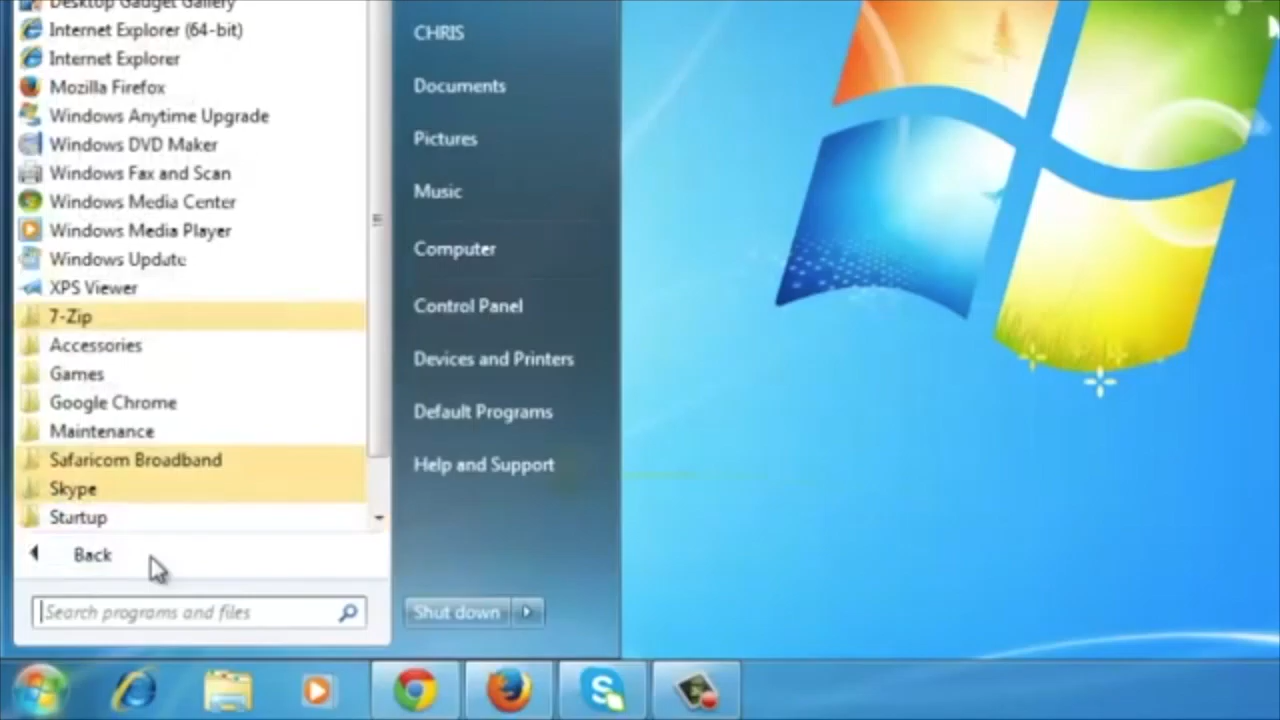 Desktop Gadget Gallery
Internet Explorer (64-bit)
Internet Explorer
Mozilla Firefox
Windows Anytime Upgrade
Windows DVD Maker
Windows Fax and Scan
Windows Media Center
Windows Media Player
Windows Update
XPS Viewer
7-Zip
Accessories
Games
Google Chrome
Maintenance
Safaricom Broadband
Skype
Startup
Back
Search programs and files
CHRIS
Documents
Pictures
Music
Computer
Control Panel
Devices and Printers
Default Programs
Help and Support
Shut down